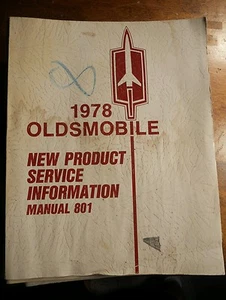 1978
OLDSMOBILE
NEW PRODUCT
SERVICE
INFORMATION
MANUAL 801